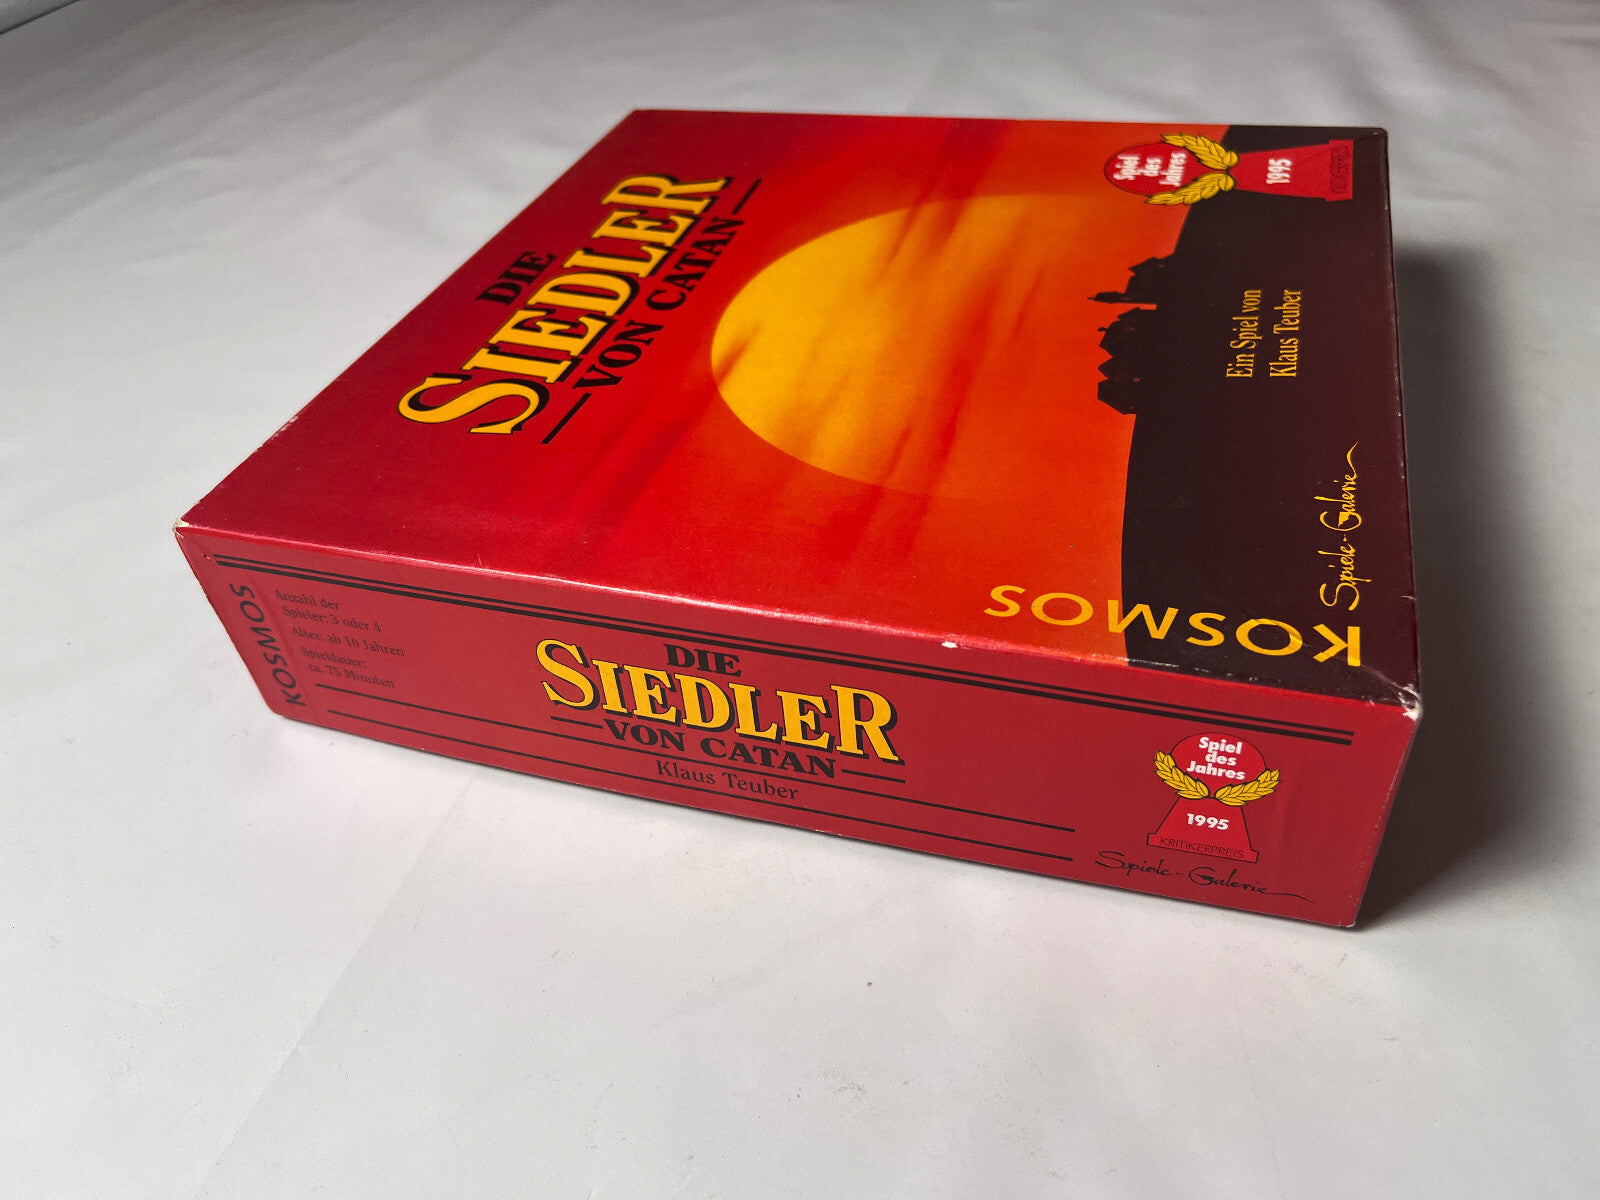 DIE
SIEDLER
VON CATAN
Spiel
des
Jahres
1995
Ein Spiel von
Klaus Teuber
Spiele-Galerie
KOSMOS
KOSMOS
Anzahl der
Spieler: 3 oder 4
Alter: ab 10 Jahren
Spieldauer:
ca. 75 Minuten
DIE
SIEDLER
VON CATAN
Klaus Teuber
Spiel
des
Jahres
1995
KRITIKERPREIS
Spiele-Galerie